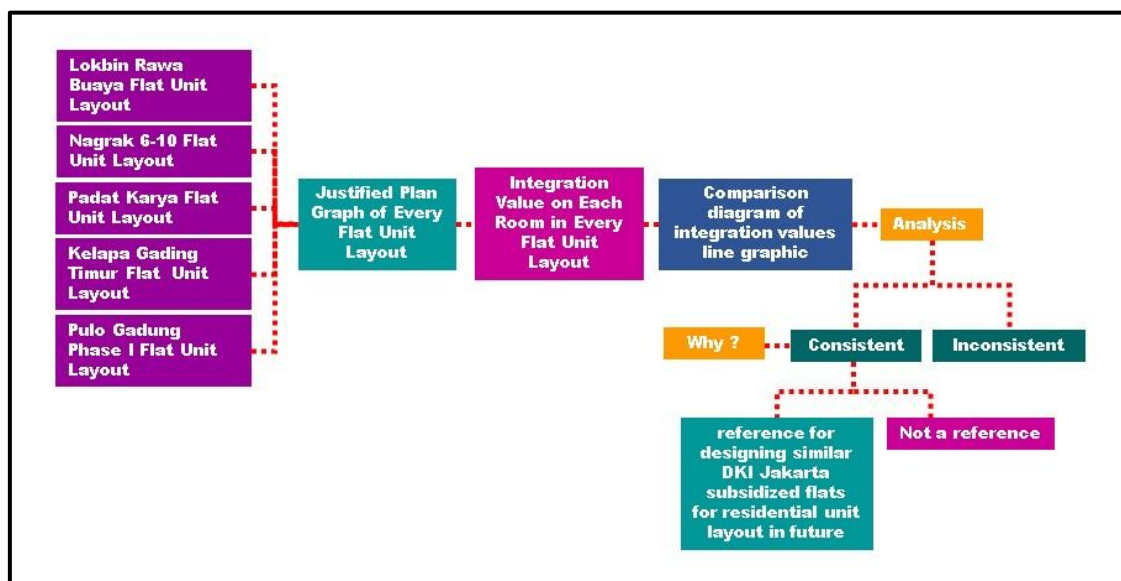 Lokbin Rawa
Buaya Flat Unit
Layout
Nagrak 6-10 Flat
Unit Layout
Padat Karya Flat
Unit Layout
Kelapa Gading
Timur Flat Unit
Layout
Pulo Gadung
Phase I Flat Unit
Layout
Justified Plan
Graph of Every
Flat Unit
Layout
Integration
Value on Each
Room in Every
Flat Unit
Layout
Comparison
diagram of
integration values
line graphic
Analysis
Why ?
Consistent
Inconsistent
reference for
designing similar
DKI Jakarta
subsidized flats
for residential unit
layout in future
Not a reference